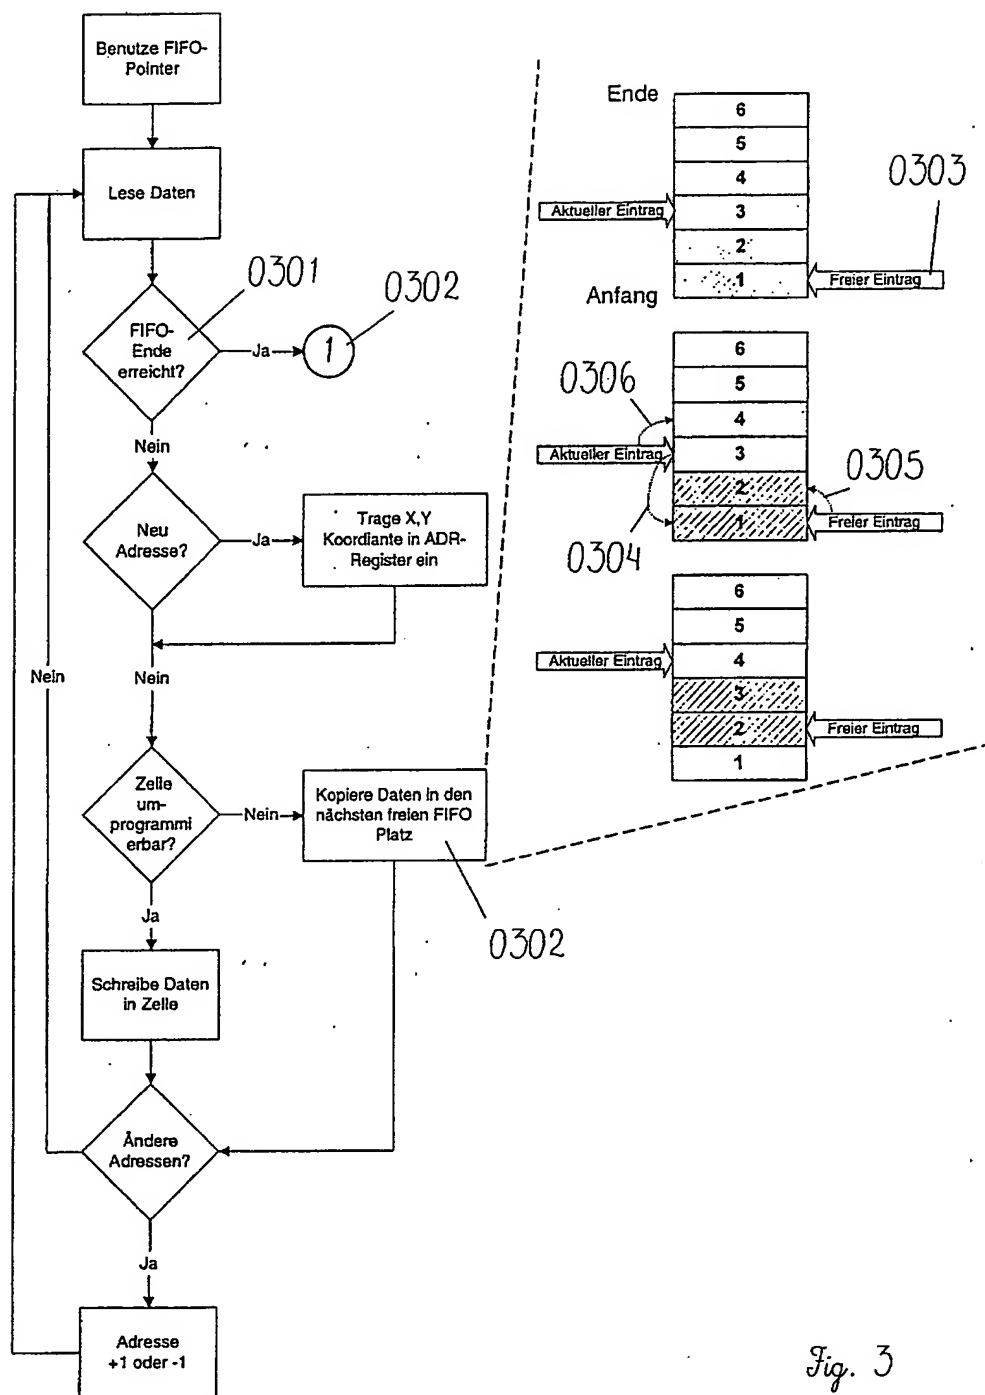 Benutze FIFO-
Pointer
Lese Daten
0301
0302
FIFO-
Ende
erreicht?
Ja
1
Nein
Neu
Adresse?
Ja
Trage X,Y
Koordiante in ADR-
Register ein
Nein
Nein
Zelle
um-
programmi
erbar?
Nein
Kopiere Daten in den
nächsten freien FIFO
Platz
0302
Ja
Schreibe Daten
in Zelle
Ändere
Adressen?
Ja
Adresse
+1 oder -1
Ende
6
5
4
Aktueller Eintrag
3
2
1
0303
Freier Eintrag
Anfang
6
5
0306
4
Aktueller Eintrag
3
0305
2
1
Freier Eintrag
0304
6
5
Aktueller Eintrag
4
3
2
Freier Eintrag
1
Fig. 3